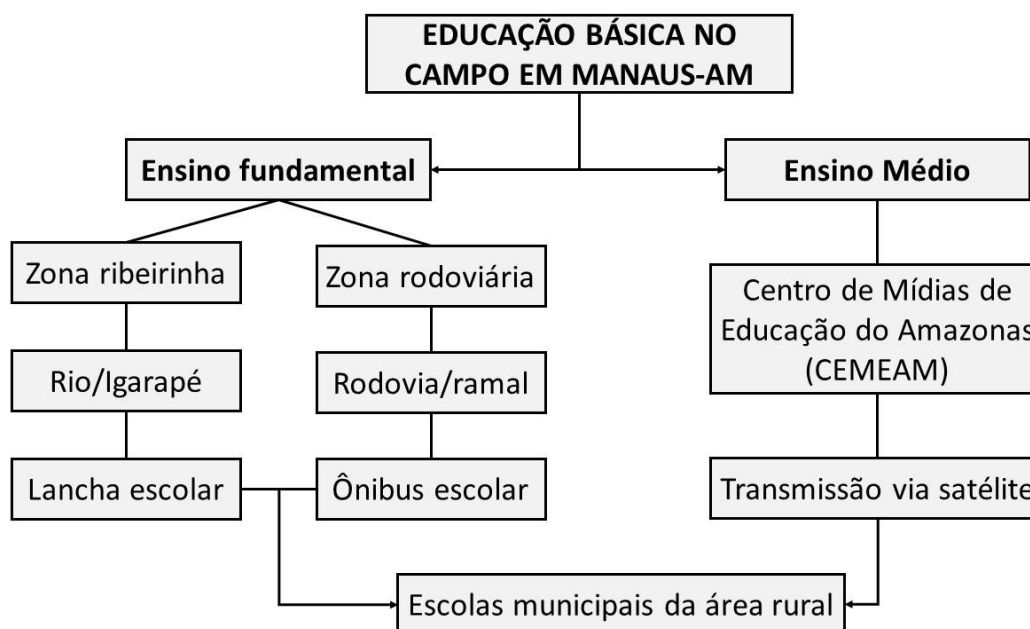 EDUCAÇÃO BÁSICA NO
CAMPO EM MANAUS-AM
Ensino fundamental
Ensino Médio
Zona ribeirinha
Zona rodoviária
Centro de Mídias de
Educação do Amazonas
(CEMEAM)
Rio/Igarapé
Rodovia/ramal
Lancha escolar
Ônibus escolar
Transmissão via satélite
Escolas municipais da área rural